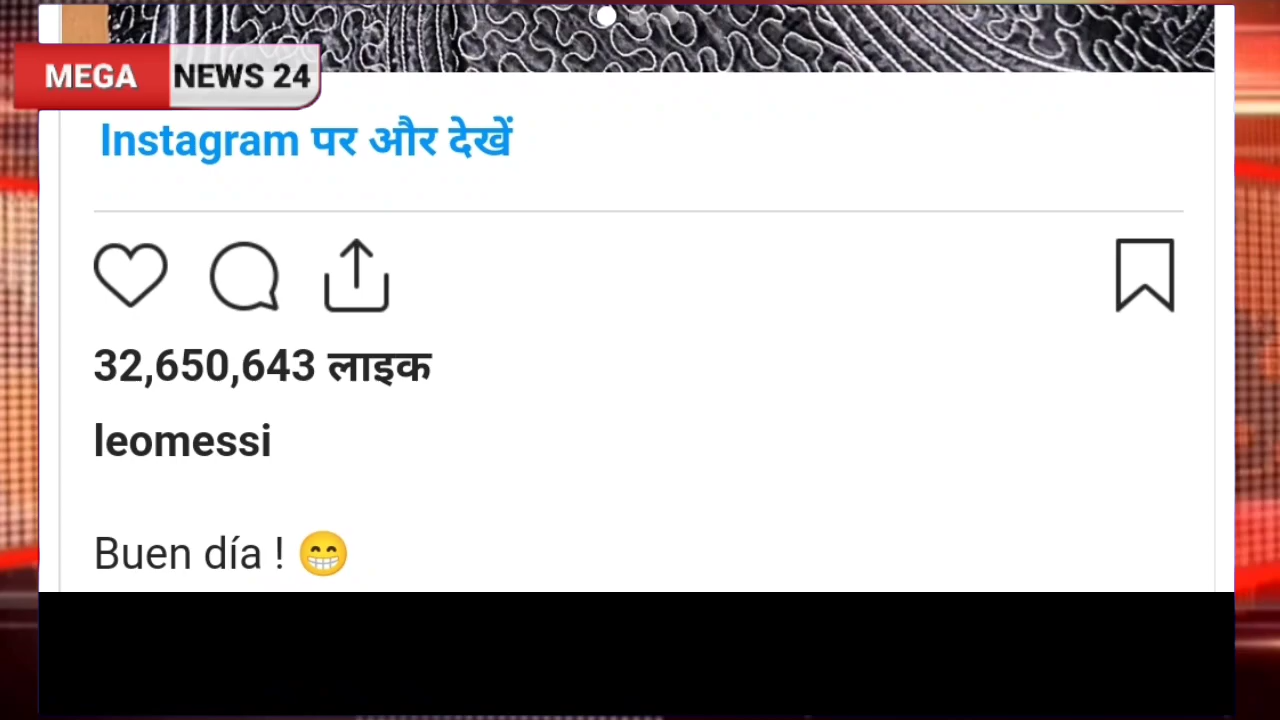 MEGA NEWS 24
Instagram पर और देखें
32,650,643 लाइक
leomessi
Buen día ! 😁